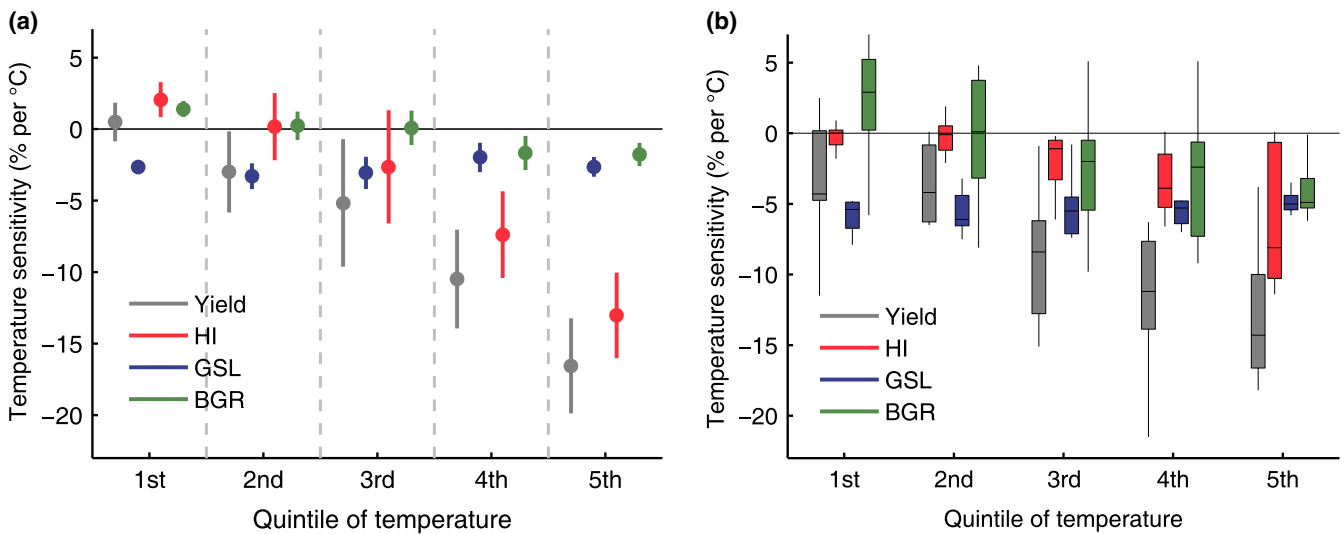 (a)
Temperature sensitivity (% per °C)
5
0
−5
−10
−15
−20
Yield
HI
GSL
BGR
1st 2nd 3rd 4th 5th
Quintile of temperature
(b)
Temperature sensitivity (% per °C)
5
0
−5
−10
−15
−20
Yield
HI
GSL
BGR
1st 2nd 3rd 4th 5th
Quintile of temperature